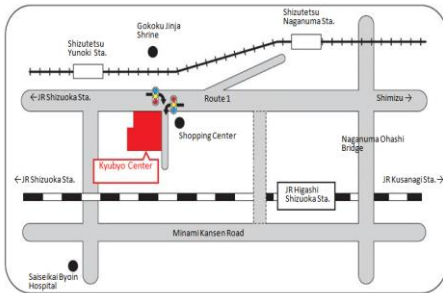 Shizutetsu
Naganuma Sta.
Gokoku Jinja
Shrine
Shizutetsu
Yunoki Sta.
←JR Shizuoka Sta.
Route 1
Shimizu
Shopping Center
Naganuma Ohashi
Bridge
Kyubyo Center
←JR Shizuoka Sta.
JR Kusanagi Sta.→
JR Higashi
Shizuoka Sta.
Minami Kansen Road
Saiseikai Byoin
Hospital